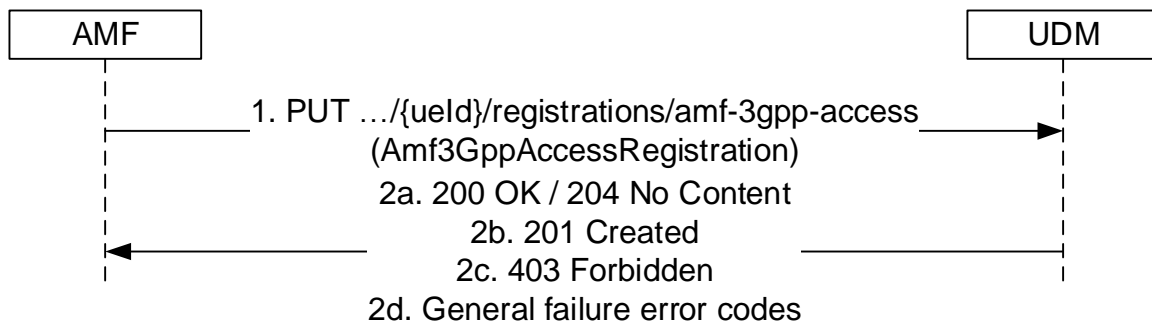 AMF
UDM
1. PUT …/{ueId}/registrations/amf-3gpp-access
(Amf3GppAccessRegistration)
2a. 200 OK / 204 No Content
2b. 201 Created
2c. 403 Forbidden
2d. General failure error codes